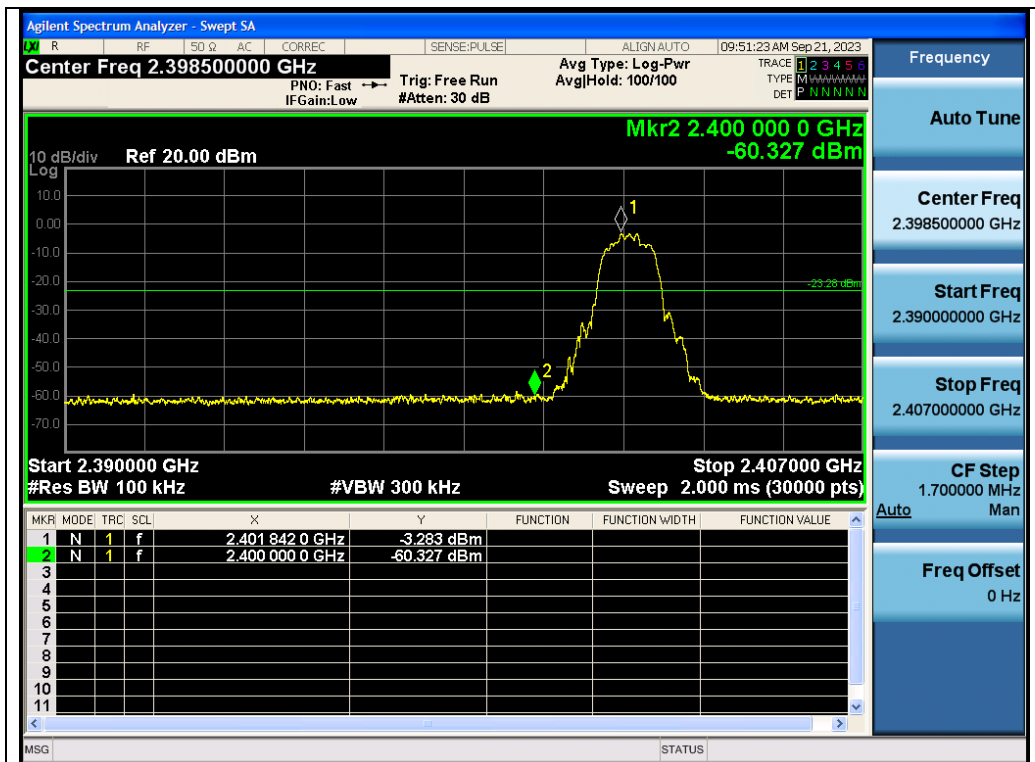 Agilent Spectrum Analyzer - Swept SA
LXI R RF 50 Ω AC CORREC SENSE:PULSE ALIGN AUTO 09:51:23 AM Sep 21, 2023
Center Freq 2.398500000 GHz
PNO: Fast
IFGain:Low
Trig: Free Run
#Atten: 30 dB
Avg Type: Log-Pwr
Avg|Hold: 100/100
TRACE 1 2 3 4 5 6
TYPE M
DET P N N N N N
Mkr2 2.400 000 0 GHz
-60.327 dBm
10 dB/div Ref 20.00 dBm
Log
10.0
0.00
-10.0
-20.0
-30.0
-40.0
-50.0
-60.0
-70.0
1
-23.28 dBm
2
Start 2.390000 GHz Stop 2.407000 GHz
#Res BW 100 kHz #VBW 300 kHz Sweep 2.000 ms (30000 pts)
MKR MODE TRC SCL X Y FUNCTION FUNCTION WIDTH FUNCTION VALUE
1 N 1 f 2.401 842 0 GHz -3.283 dBm
2 N 1 f 2.400 000 0 GHz -60.327 dBm
3
4
5
6
7
8
9
10
11
MSG STATUS
Frequency
Auto Tune
Center Freq
2.398500000 GHz
Start Freq
2.390000000 GHz
Stop Freq
2.407000000 GHz
CF Step
1.700000 MHz
Auto Man
Freq Offset
0 Hz